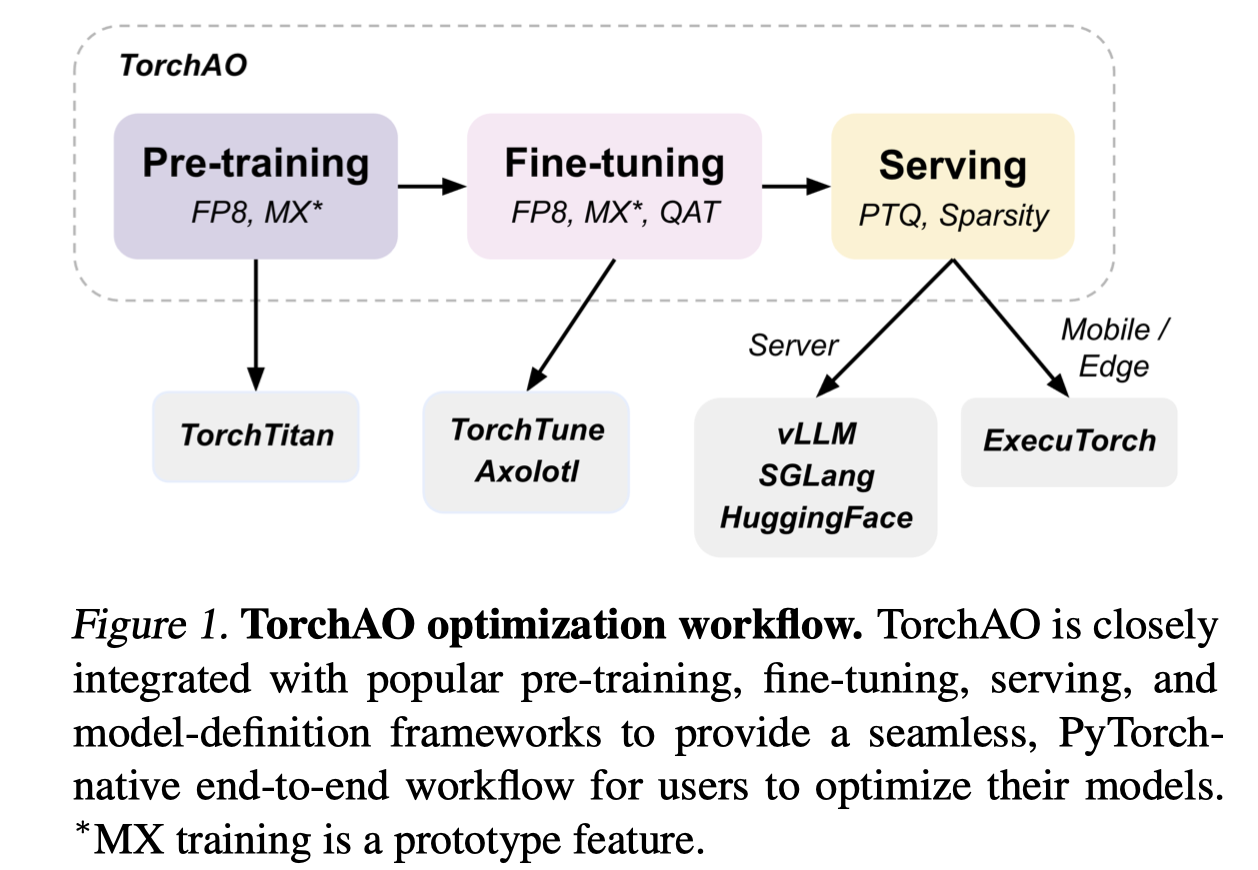 TorchAO
Pre-training
FP8, MX*
Fine-tuning
FP8, MX*, QAT
Serving
PTQ, Sparsity
Server
Mobile /
Edge
TorchTitan
TorchTune
Axolotl
vLLM
SGLang
HuggingFace
ExecuTorch
Figure 1. TorchAO optimization workflow. TorchAO is closely
integrated with popular pre-training, fine-tuning, serving, and
model-definition frameworks to provide a seamless, PyTorch-
native end-to-end workflow for users to optimize their models.
*MX training is a prototype feature.